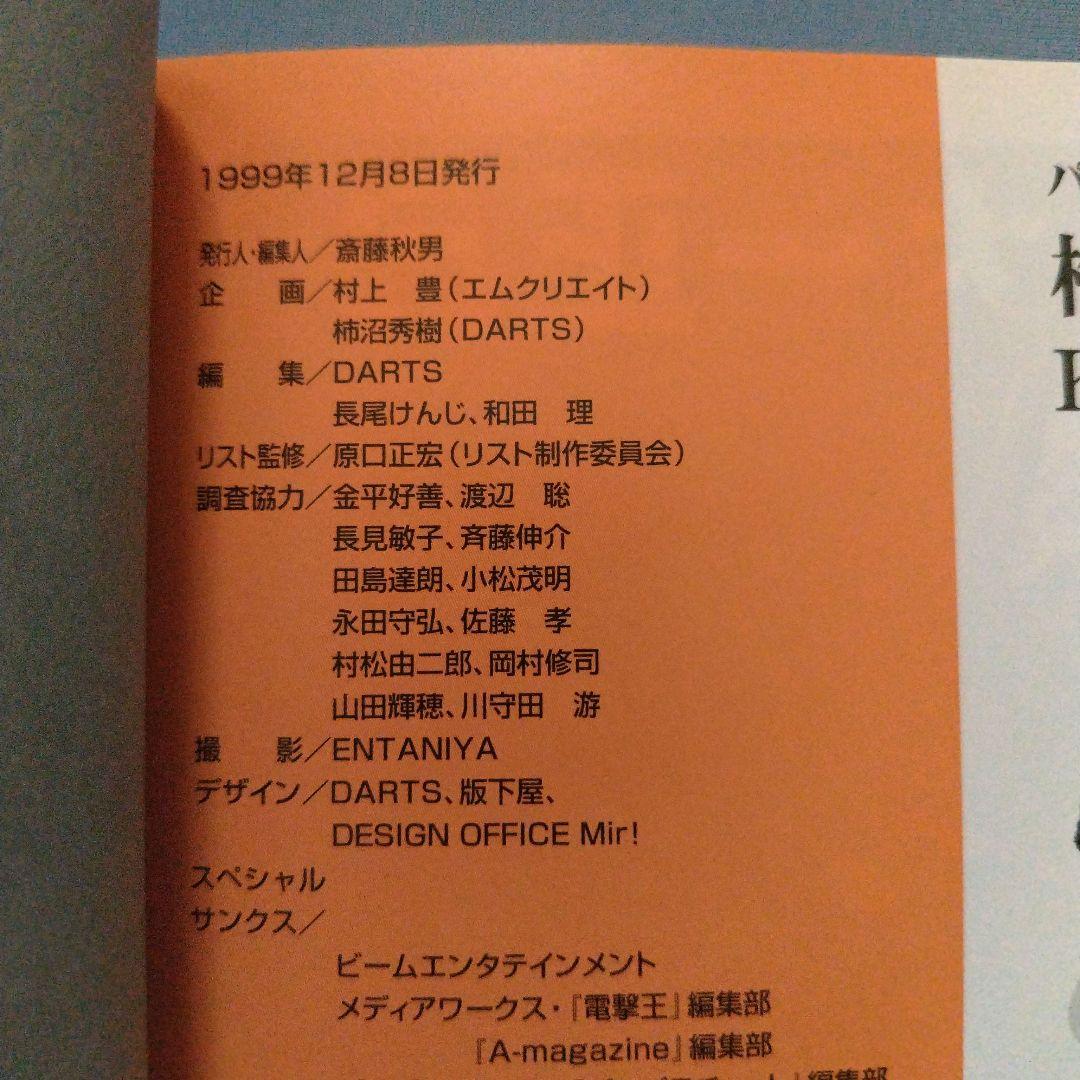 1999年12月8日発行
発行人・編集人／斎藤秋男
企　　画／村上　豊（エムクリエイト）
柿沼秀樹（DARTS）
編　　集／DARTS
長尾けんじ、和田　理
リスト監修／原口正宏（リスト制作委員会）
調査協力／金平好善、渡辺　聡
長見敏子、斉藤伸介
田島達朗、小松茂明
永田守弘、佐藤　孝
村松由二郎、岡村修司
山田輝穂、川守田　游
撮　　影／ENTANIYA
デザイン／DARTS、版下屋、
DESIGN OFFICE Mir!
スペシャル
サンクス／
ビームエンタテインメント
メディアワークス・『電撃王』編集部
『A-magazine』編集部
』編集部